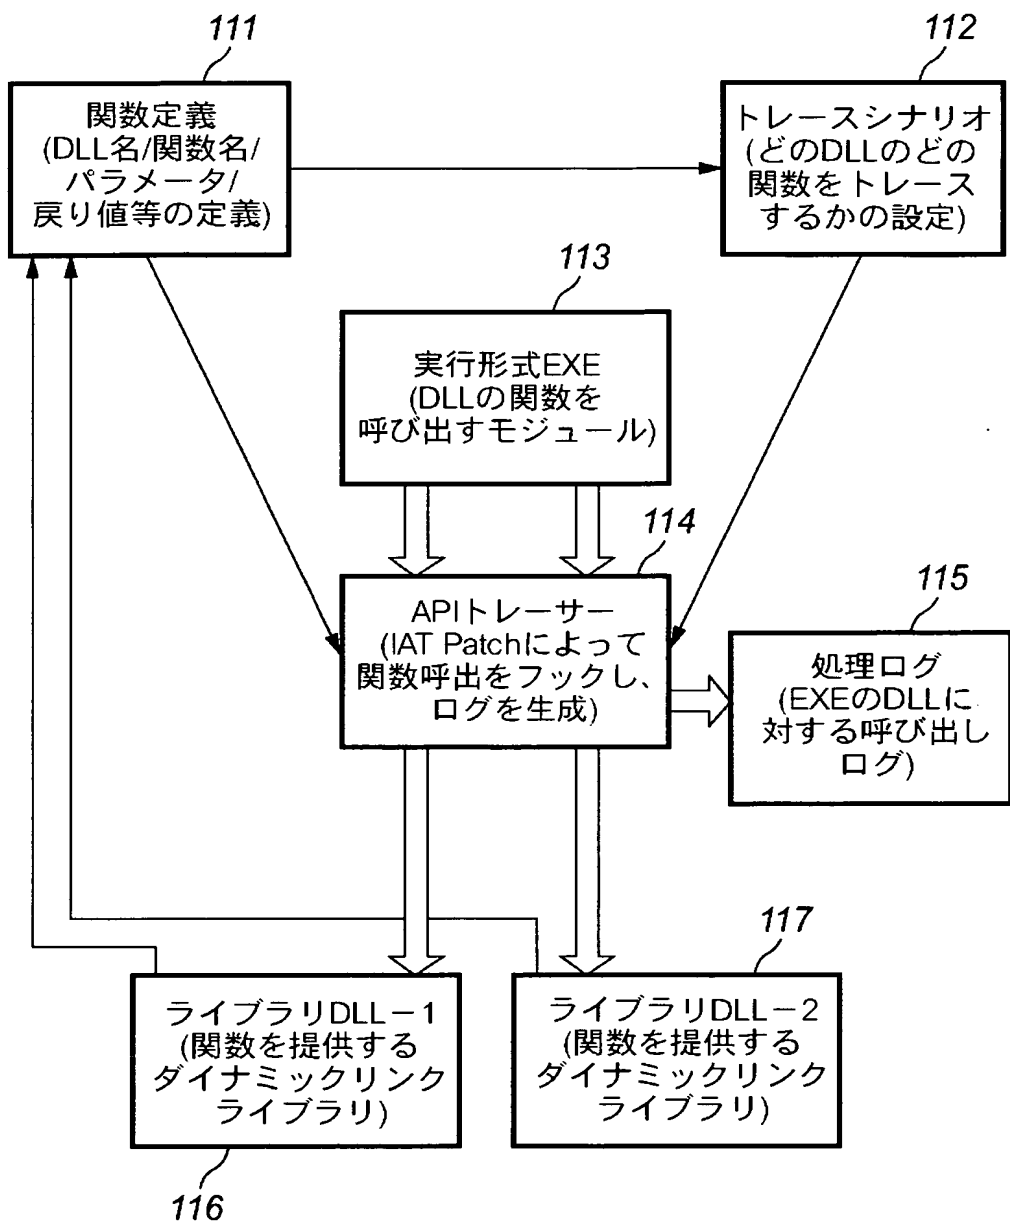 111
関数定義
(DLL名/関数名/
パラメータ/
戻り値等の定義)
112
トレースシナリオ
(どのDLLのどの
関数をトレース
するかの設定)
113
実行形式EXE
(DLLの関数を
呼び出すモジュール)
114
APIトレーサー
(IAT Patchによって
関数呼出をフックし、
ログを生成)
115
処理ログ
(EXEのDLLに
対する呼び出し
ログ)
ライブラリDLL－1
(関数を提供する
ダイナミックリンク
ライブラリ)
116
117
ライブラリDLL－2
(関数を提供する
ダイナミックリンク
ライブラリ)